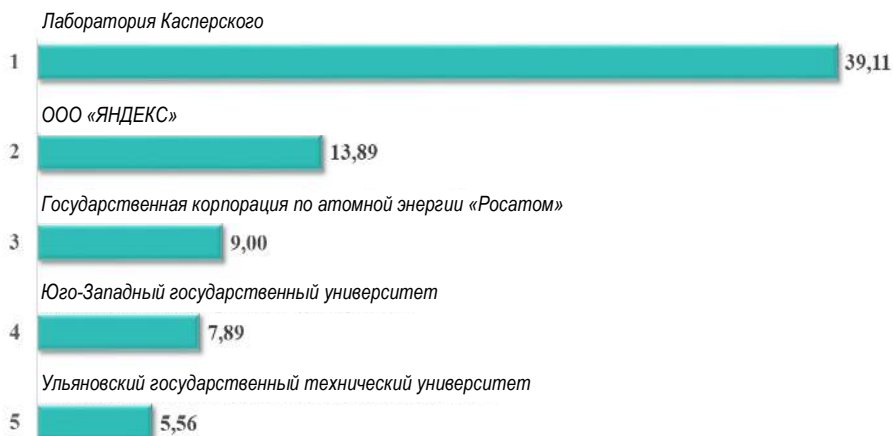 Лаборатория Касперского
1 39,11
ООО «ЯНДЕКС»
2 13,89
Государственная корпорация по атомной энергии «Росатом»
3 9,00
Юго-Западный государственный университет
4 7,89
Ульяновский государственный технический университет
5 5,56